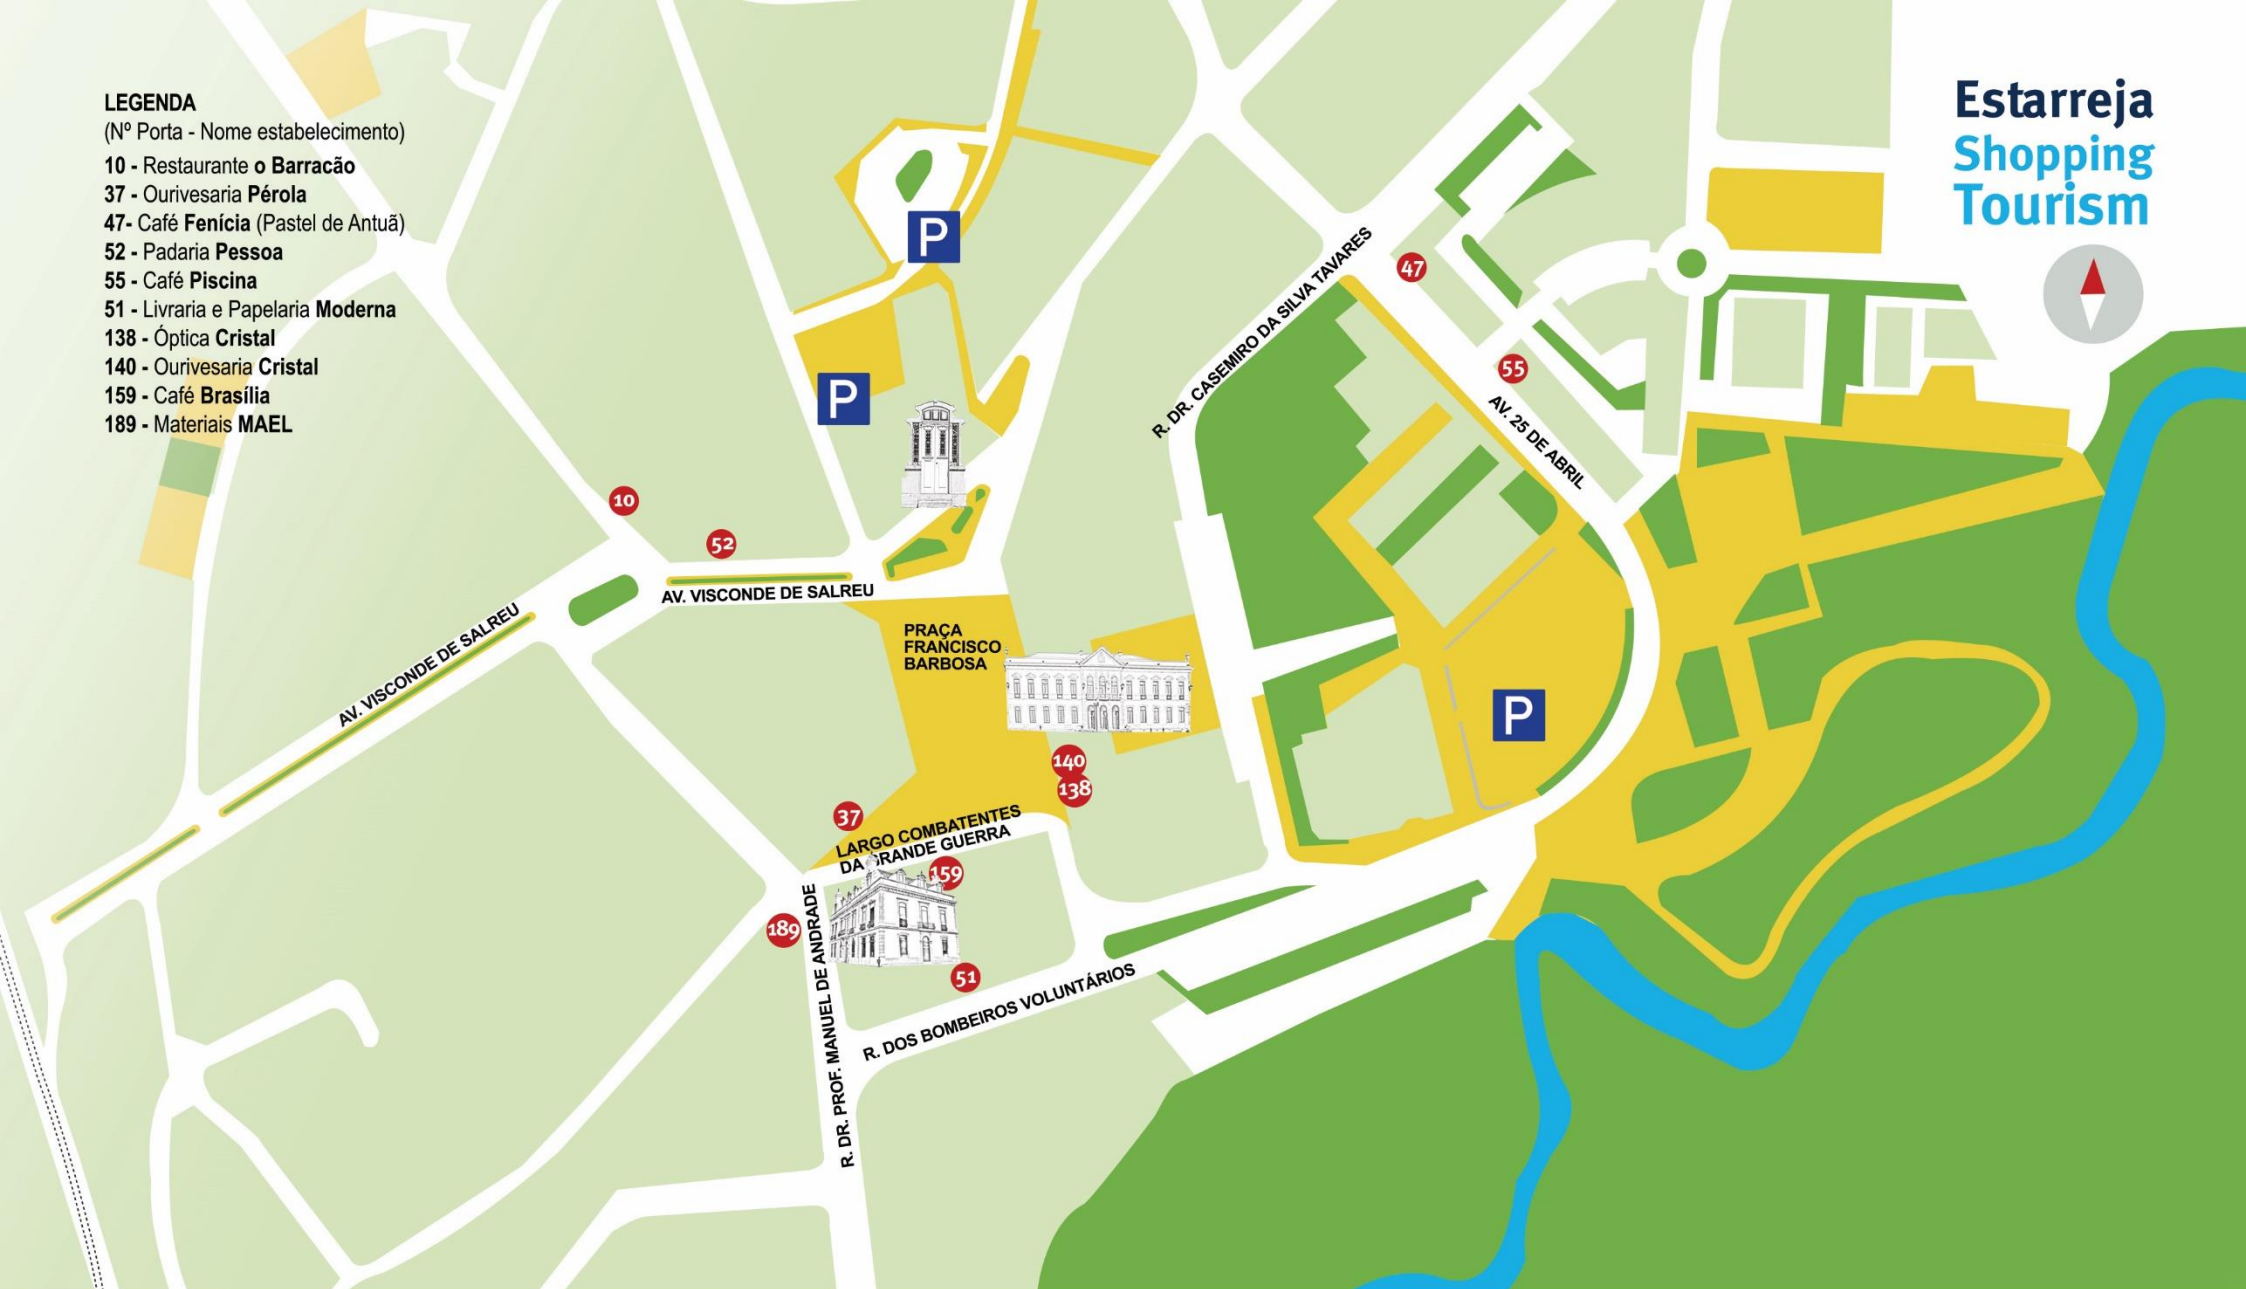 LEGENDA
(Nº Porta - Nome estabelecimento)
10 - Restaurante o Barracão
37 - Ourivesaria Pérola
47- Café Fenícia (Pastel de Antuã)
52 - Padaria Pessoa
55 - Café Piscina
51 - Livraria e Papelaria Moderna
138 - Óptica Cristal
140 - Ourivesaria Cristal
159 - Café Brasília
189 - Materiais MAEL
Estarreja
Shopping
Tourism
P
P
P
R. DR. CASEMIRO DA SILVA TAVARES
47
55
AV. 25 DE ABRIL
10
52
AV. VISCONDE DE SALREU
AV. VISCONDE DE SALREU
PRAÇA
FRANCISCO
BARBOSA
140
138
37
LARGO COMBATENTES
DA GRANDE GUERRA
159
189
51
R. DR. PROF. MANUEL DE ANDRADE
R. DOS BOMBEIROS VOLUNTÁRIOS